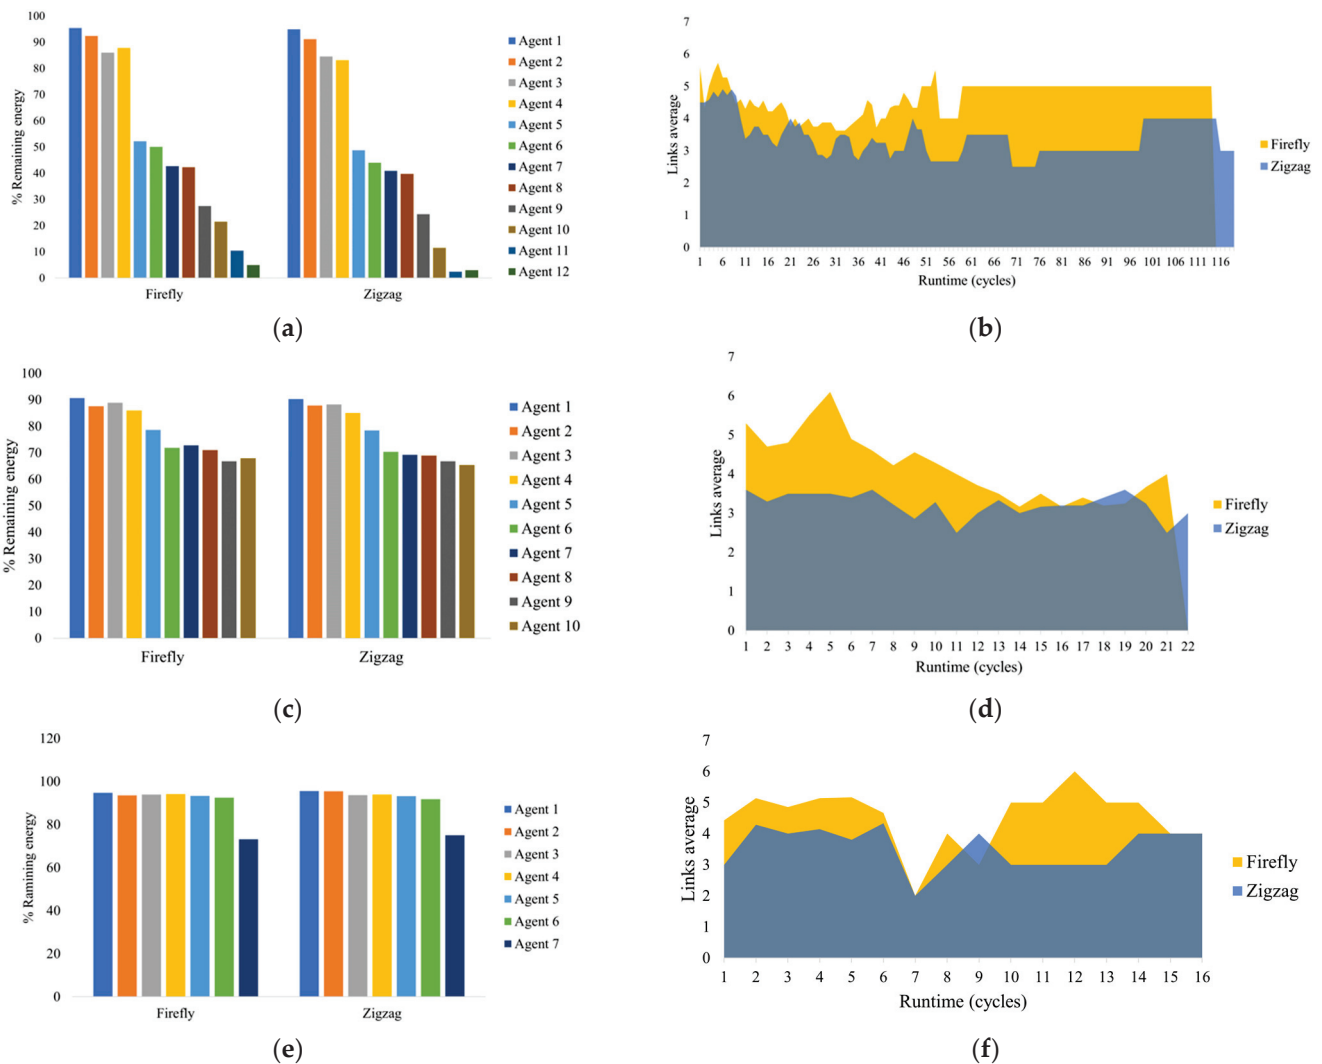 100
90
80
70
60
50
40
30
20
10
0
% Remaining energy
Firefly
Zigzag
Agent 1
Agent 2
Agent 3
Agent 4
Agent 5
Agent 6
Agent 7
Agent 8
Agent 9
Agent 10
Agent 11
Agent 12
(a)
7
6
5
4
3
2
1
0
Links average
1 6 11 16 21 26 31 36 41 46 51 56 61 66 71 76 81 86 91 96 101 106 111 116
Runtime (cycles)
Firefly
Zigzag
(b)
100
90
80
70
60
50
40
30
20
10
0
% Remaining energy
Firefly
Zigzag
Agent 1
Agent 2
Agent 3
Agent 4
Agent 5
Agent 6
Agent 7
Agent 8
Agent 9
Agent 10
(c)
7
6
5
4
3
2
1
0
Links average
1 2 3 4 5 6 7 8 9 10 11 12 13 14 15 16 17 18 19 20 21 22
Runtime (cycles)
Firefly
Zigzag
(d)
120
100
80
60
40
20
0
% Ramining energy
Firefly
Zigzag
Agent 1
Agent 2
Agent 3
Agent 4
Agent 5
Agent 6
Agent 7
(e)
7
6
5
4
3
2
1
0
Links average
1 2 3 4 5 6 7 8 9 10 11 12 13 14 15 16
Runtime (cycles)
Firefly
Zigzag
(f)